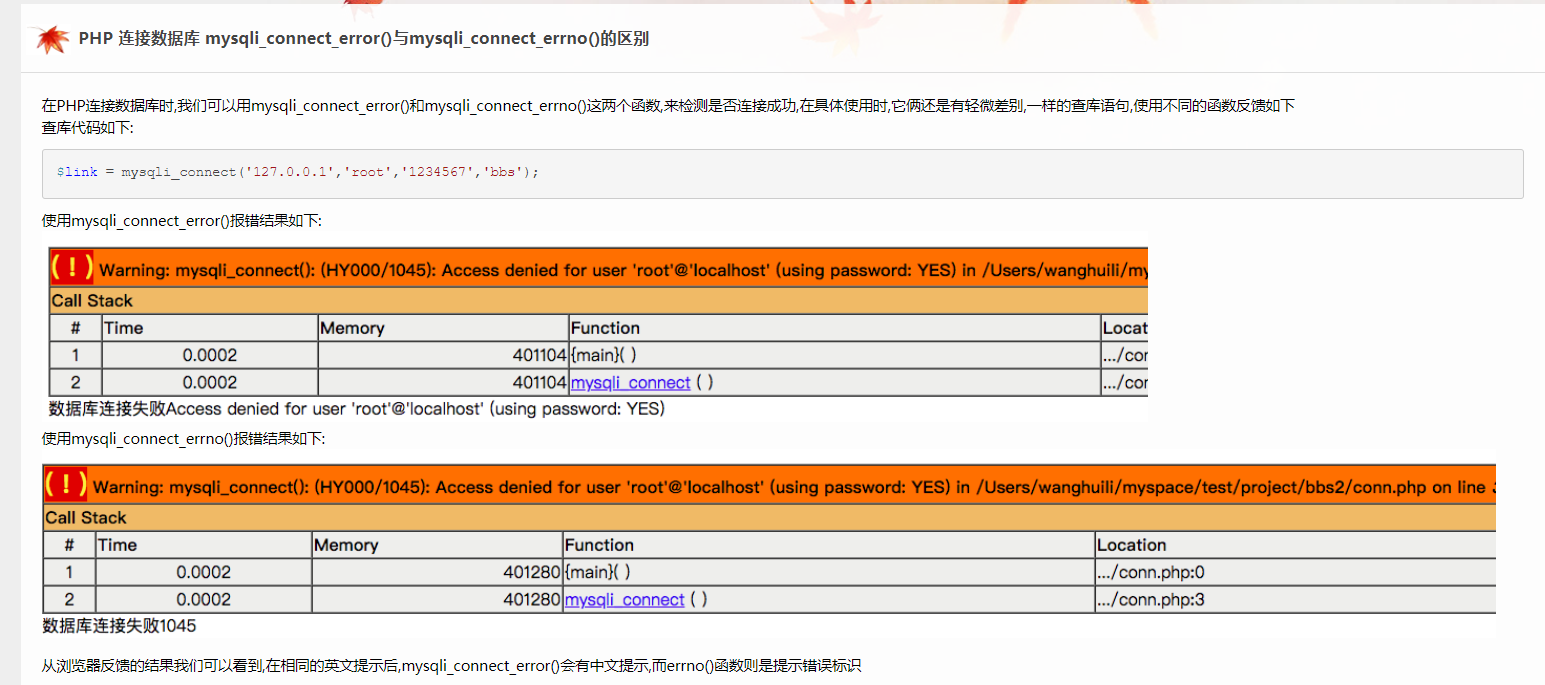 PHP 连接数据库 mysqli_connect_error()与mysqli_connect_errno()的区别
在PHP连接数据库时,我们可以用mysqli_connect_error()和mysqli_connect_errno()这两个函数,来检测是否连接成功,在具体使用时,它俩还是有轻微差别,一样的查库语句,使用不同的函数反馈如下
查库代码如下:
$link = mysqli_connect('127.0.0.1','root','1234567','bbs');
使用mysqli_connect_error()报错结果如下:
( ! ) Warning: mysqli_connect(): (HY000/1045): Access denied for user 'root'@'localhost' (using password: YES) in /Users/wanghuili/my
Call Stack
# Time Memory Function Locat
1 0.0002 401104 {main}( ) .../cor
2 0.0002 401104 mysqli_connect ( ) .../cor
数据库连接失败Access denied for user 'root'@'localhost' (using password: YES)
使用mysqli_connect_errno()报错结果如下:
( ! ) Warning: mysqli_connect(): (HY000/1045): Access denied for user 'root'@'localhost' (using password: YES) in /Users/wanghuili/myspace/test/project/bbs2/conn.php on line
Call Stack
# Time Memory Function Location
1 0.0002 401280 {main}( ) .../conn.php:0
2 0.0002 401280 mysqli_connect ( ) .../conn.php:3
数据库连接失败1045
从浏览器反馈的结果我们可以看到,在相同的英文提示后,mysqli_connect_error()会有中文提示,而errno()函数则是提示错误标识